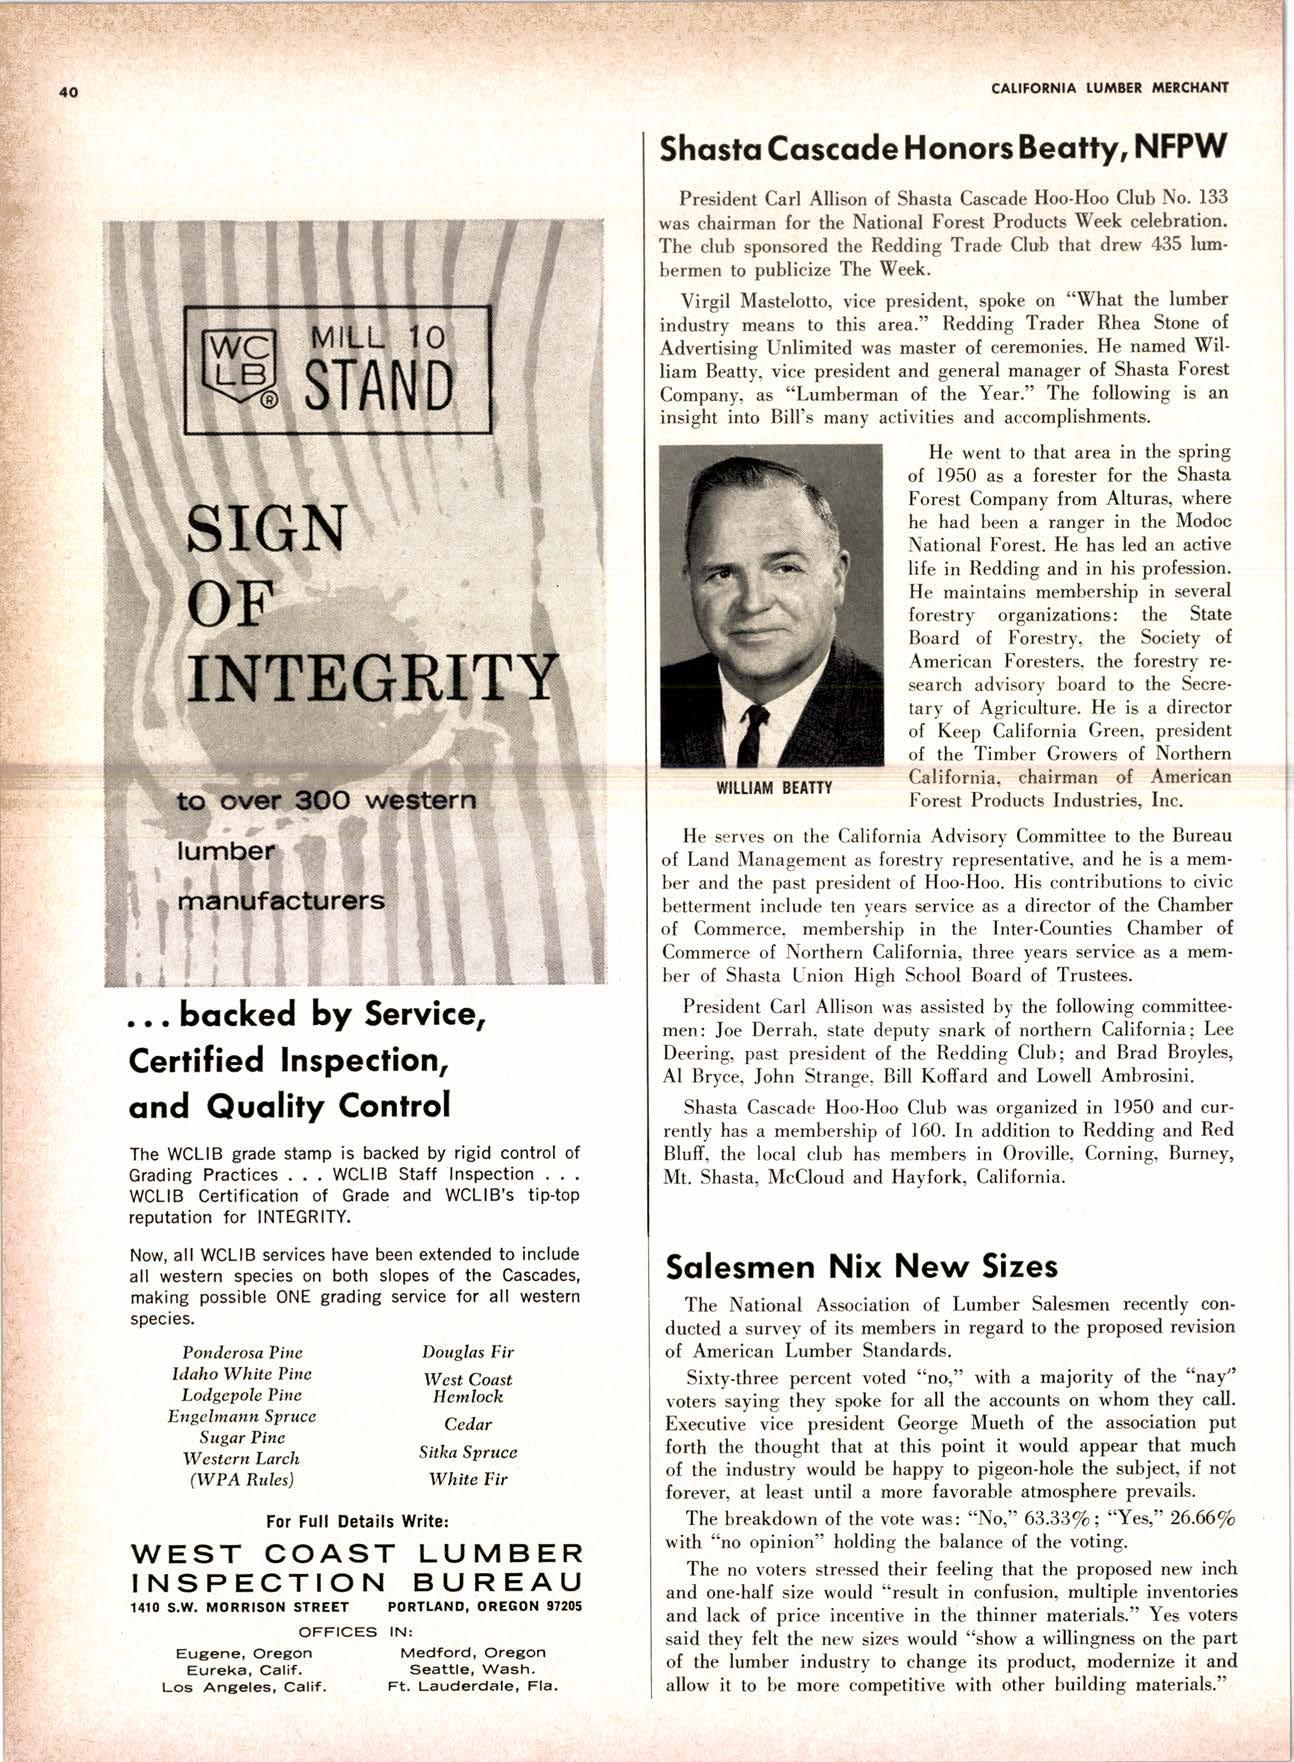 40
CALIFORNIA LUMBER MERCHANT
WC
LB
®
MILL 10
STAND
SIGN
OF
INTEGRITY
to over 300 western
lumber
manufacturers
... backed by Service,
Certified Inspection,
and Quality Control
The WCLIB grade stamp is backed by rigid control of
Grading Practices . . . WCLIB Staff Inspection . . .
WCLIB Certification of Grade and WCLIB's tip-top
reputation for INTEGRITY.
Now, all WCLIB services have been extended to include
all western species on both slopes of the Cascades,
making possible ONE grading service for all western
species.
Ponderosa Pine
Idaho White Pine
Lodgepole Pine
Engelmann Spruce
Sugar Pine
Western Larch
(WPA Rules)
Douglas Fir
West Coast
Hemlock
Cedar
Sitka Spruce
White Fir
For Full Details Write:
WEST COAST LUMBER
INSPECTION BUREAU
1410 S.W. MORRISON STREET PORTLAND, OREGON 97205
OFFICES IN:
Eugene, Oregon
Eureka, Calif.
Los Angeles, Calif.
Medford, Oregon
Seattle, Wash.
Ft. Lauderdale, Fla.
Shasta Cascade Honors Beatty, NFPW
President Carl Allison of Shasta Cascade Hoo-Hoo Club No. 133
was chairman for the National Forest Products Week celebration.
The club sponsored the Redding Trade Club that drew 435 lum-
bermen to publicize The Week.
Virgil Mastelotto, vice president, spoke on "What the lumber
industry means to this area." Redding Trader Rhea Stone of
Advertising Unlimited was master of ceremonies. He named Wil-
liam Beatty, vice president and general manager of Shasta Forest
Company, as "Lumberman of the Year." The following is an
insight into Bill's many activities and accomplishments.
WILLIAM BEATTY
He went to that area in the spring
of 1950 as a forester for the Shasta
Forest Company from Alturas, where
he had been a ranger in the Modoc
National Forest. He has led an active
life in Redding and in his profession.
He maintains membership in several
forestry organizations: the State
Board of Forestry, the Society of
American Foresters, the forestry re-
search advisory board to the Secre-
tary of Agriculture. He is a director
of Keep California Green, president
of the Timber Growers of Northern
California, chairman of American
Forest Products Industries, Inc.
He serves on the California Advisory Committee to the Bureau
of Land Management as forestry representative, and he is a mem-
ber and the past president of Hoo-Hoo. His contributions to civic
betterment include ten years service as a director of the Chamber
of Commerce, membership in the Inter-Counties Chamber of
Commerce of Northern California, three years service as a mem-
ber of Shasta Union High School Board of Trustees.
President Carl Allison was assisted by the following committee-
men: Joe Derrah, state deputy snark of northern California; Lee
Deering, past president of the Redding Club; and Brad Broyles,
Al Bryce, John Strange, Bill Koffard and Lowell Ambrosini.
Shasta Cascade Hoo-Hoo Club was organized in 1950 and cur-
rently has a membership of 160. In addition to Redding and Red
Bluff, the local club has members in Oroville, Corning, Burney,
Mt. Shasta, McCloud and Hayfork, California.
Salesmen Nix New Sizes
The National Association of Lumber Salesmen recently con-
ducted a survey of its members in regard to the proposed revision
of American Lumber Standards.
Sixty-three percent voted "no," with a majority of the "nay"
voters saying they spoke for all the accounts on whom they call.
Executive vice president George Mueth of the association put
forth the thought that at this point it would appear that much
of the industry would be happy to pigeon-hole the subject, if not
forever, at least until a more favorable atmosphere prevails.
The breakdown of the vote was: "No," 63.33%; "Yes," 26.66%
with "no opinion" holding the balance of the voting.
The no voters stressed their feeling that the proposed new inch
and one-half size would "result in confusion, multiple inventories
and lack of price incentive in the thinner materials." Yes voters
said they felt the new sizes would "show a willingness on the part
of the lumber industry to change its product, modernize it and
allow it to be more competitive with other building materials."